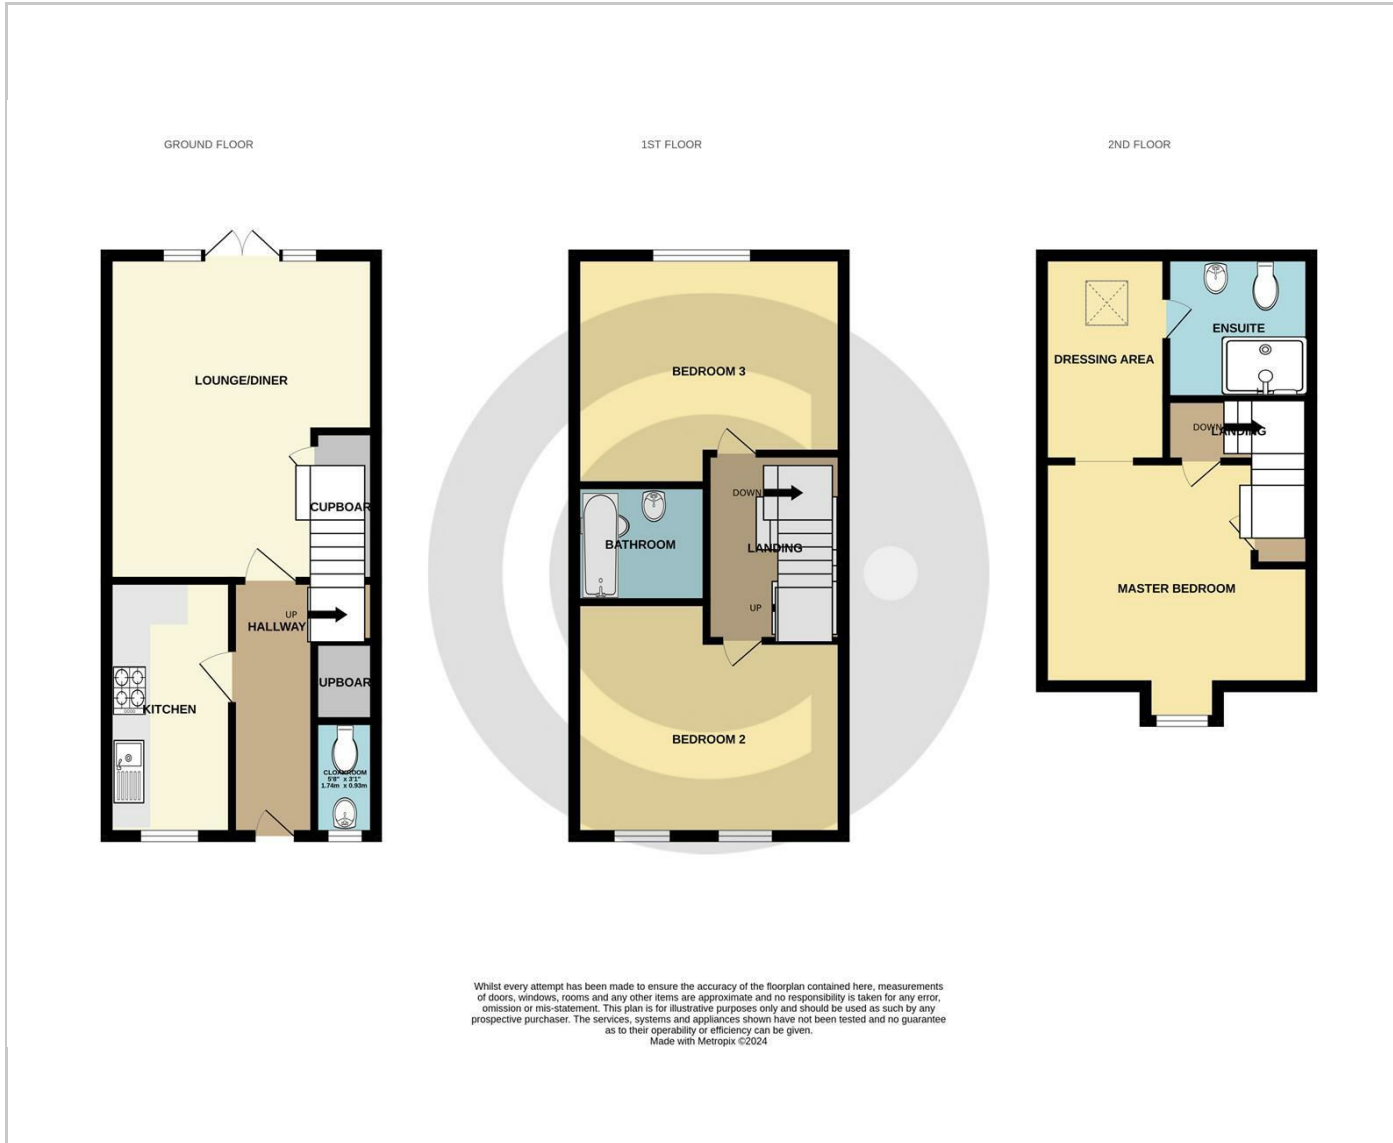 GROUND FLOOR
LOUNGE/DINER
CUPBOAR
UP
HALLWAY
UPBOAR
KITCHEN
CLOAKROOM
5'8" x 3'1"
1.74m x 0.93m
1ST FLOOR
BEDROOM 3
DOWN
BATHROOM
LANDING
UP
BEDROOM 2
2ND FLOOR
ENSUITE
DRESSING AREA
DOWN
LANDING
MASTER BEDROOM
Whilst every attempt has been made to ensure the accuracy of the floorplan contained here, measurements
of doors, windows, rooms and any other items are approximate and no responsibility is taken for any error,
omission or mis-statement. This plan is for illustrative purposes only and should be used as such by any
prospective purchaser. The services, systems and appliances shown have not been tested and no guarantee
as to their operability or efficiency can be given.
Made with Metropix ©2024